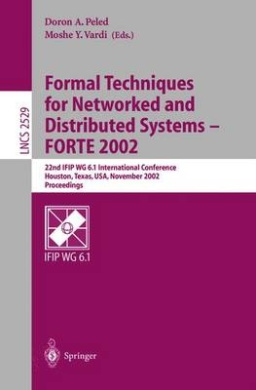 Doron A. Peled
Moshe Y. Vardi (Eds.)
LNCS 2529
Formal Techniques
for Networked and
Distributed Systems –
FORTE 2002
22nd IFIP WG 6.1 International Conference
Houston, Texas, USA, November 2002
Proceedings
IFIP WG 6.1
Springer